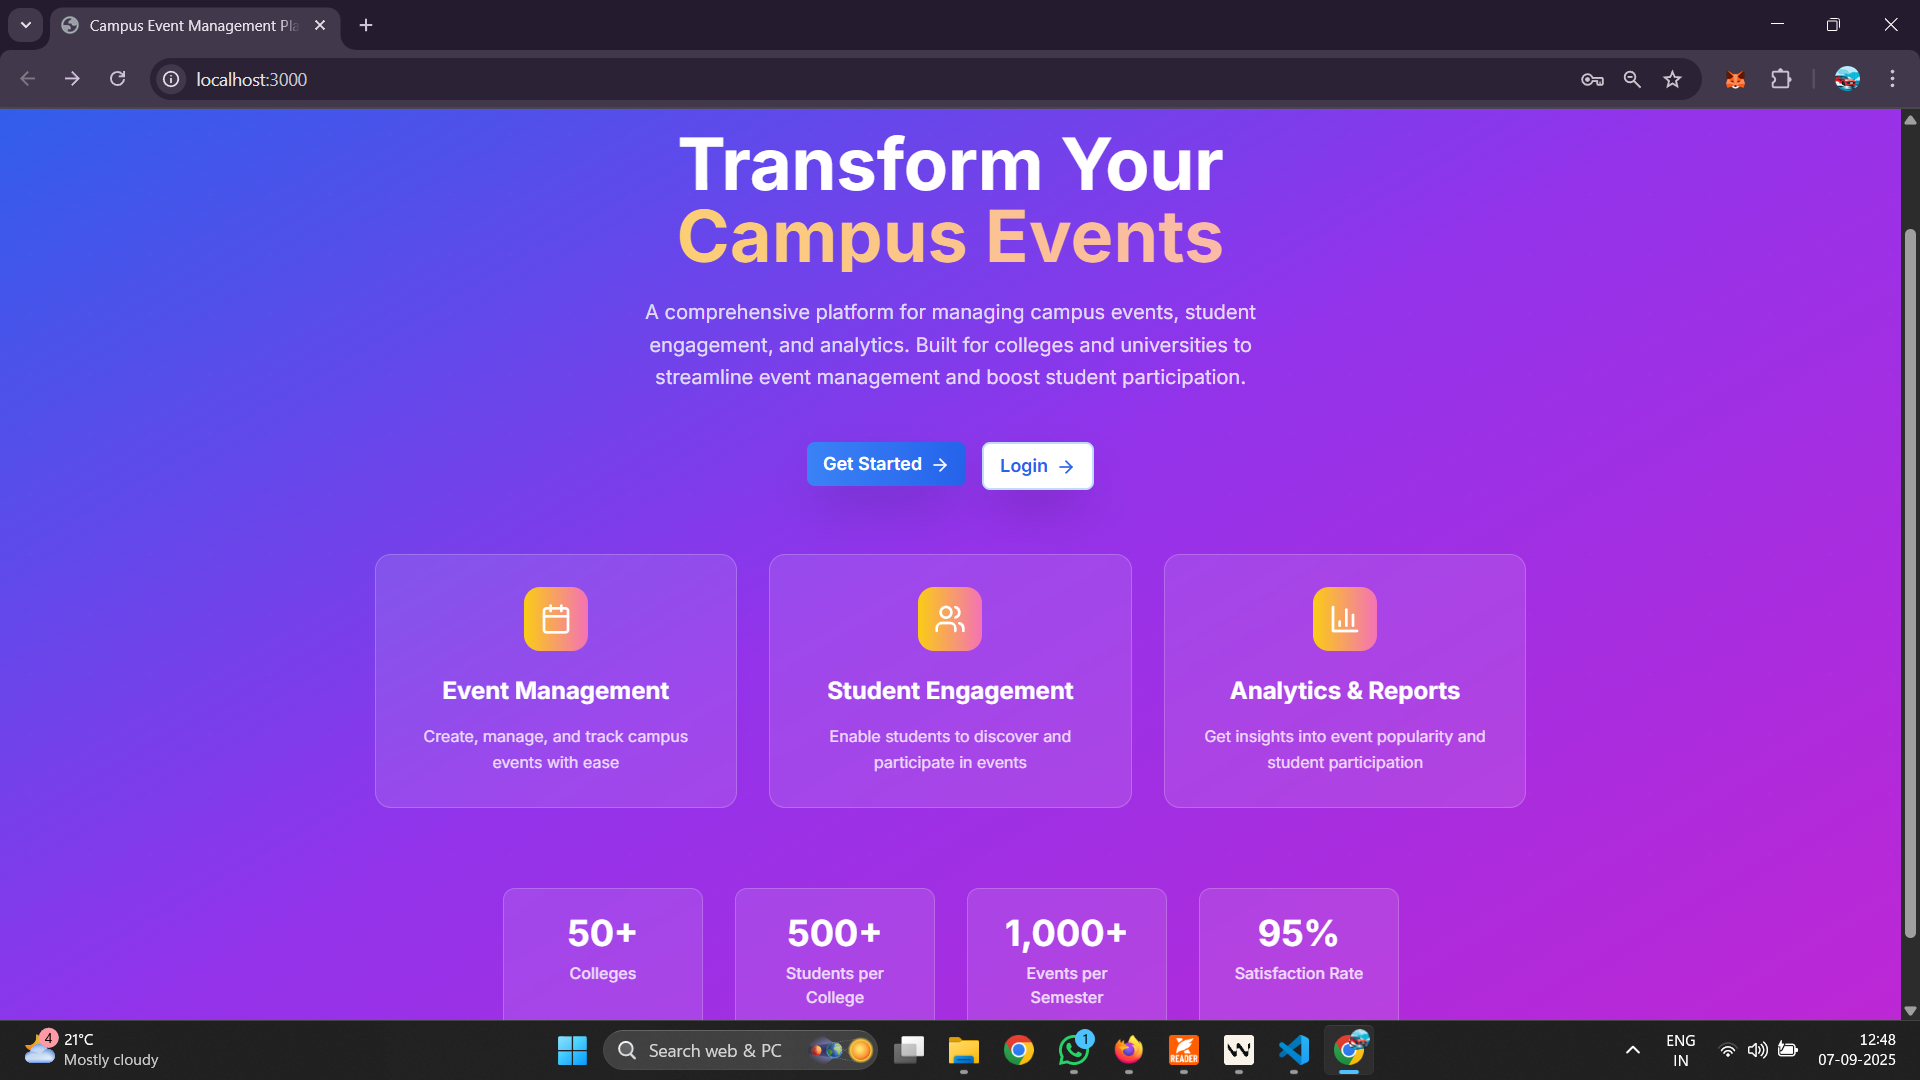 Campus Event Management Pla
localhost:3000
Transform Your
Campus Events
A comprehensive platform for managing campus events, student
engagement, and analytics. Built for colleges and universities to
streamline event management and boost student participation.
Get Started
Login
Event Management
Create, manage, and track campus
events with ease
Student Engagement
Enable students to discover and
participate in events
Analytics & Reports
Get insights into event popularity and
student participation
50+
Colleges
500+
Students per
College
1,000+
Events per
Semester
95%
Satisfaction Rate
4
21°C
Mostly cloudy
Search web & PC
1
READER
ENG
IN
12:48
07-09-2025